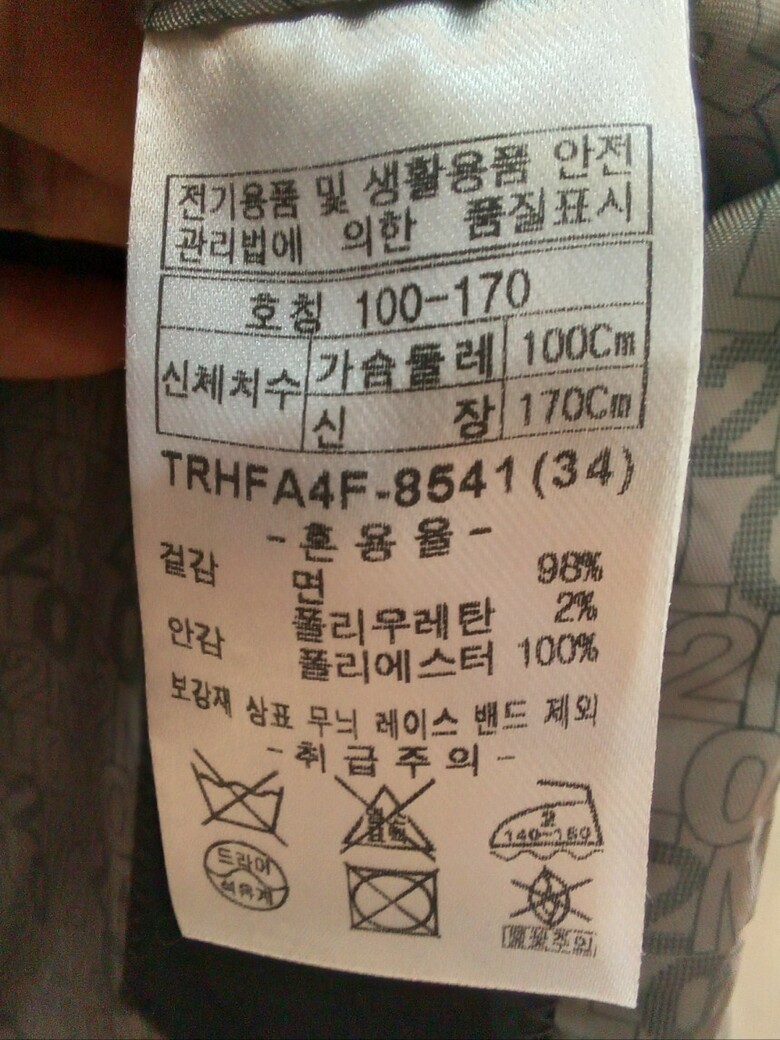 전기용품 및 생활용품 안전
관리법에 의한 품질표시
호칭 100-170
신체치수 가슴둘레 100Cm
신 장 170Cm
TRHFA4F-8541(34)
-혼용율-
겉감 면 98%
폴리우레탄 2%
안감 폴리에스터 100%
보강재 상표 무늬 레이스 밴드 제외
-취급주의-
140-160
드라이
석유계